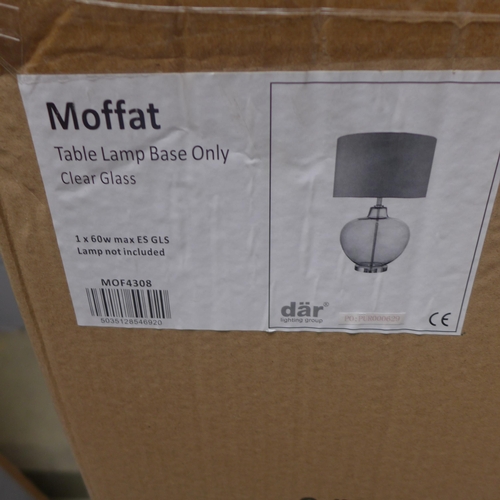 Moffat
Table Lamp Base Only
Clear Glass
1 x 60w max ES GLS
Lamp not included
MOF4308
5035128546920
där®
lighting group
CE